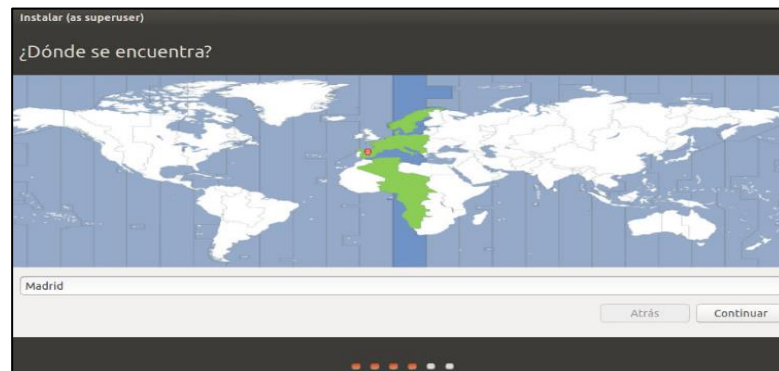 Instalar (as superuser)
¿Dónde se encuentra?
Madrid
Atrás
Continuar